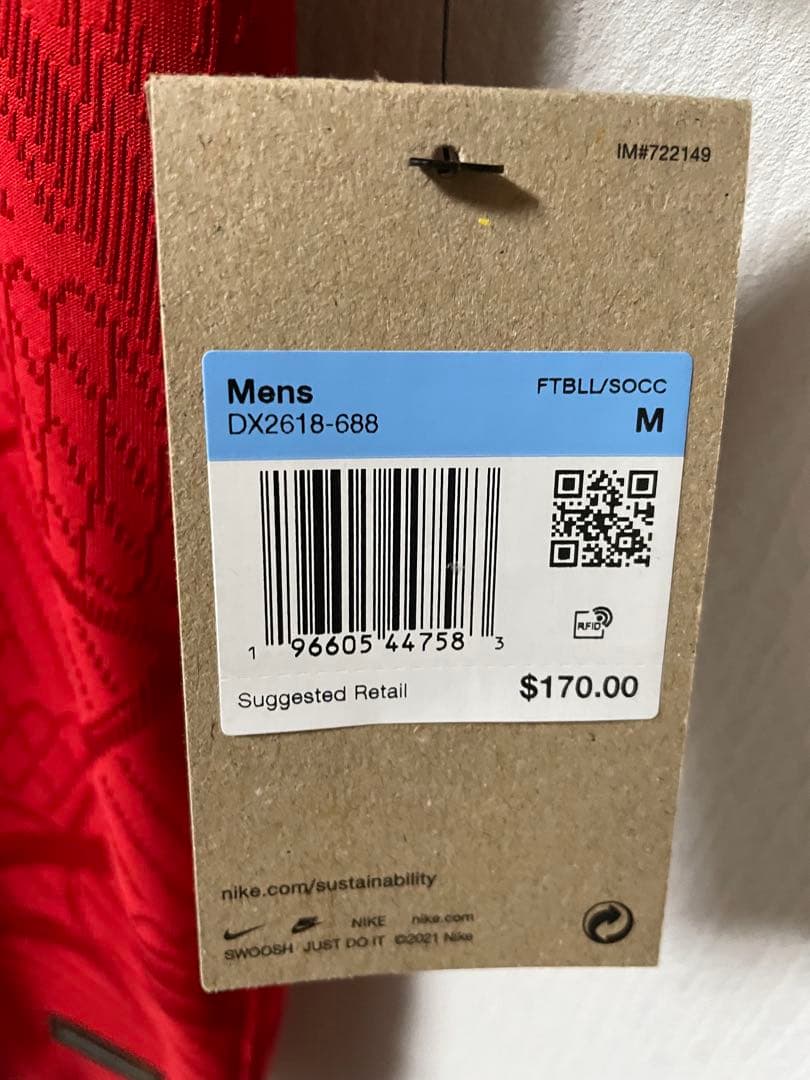 IM#722149
Mens
FTBLL/SOCC
DX2618-688
M
1 96605 44758 3
RFID
Suggested Retail
$170.00
nike.com/sustainability
NIKE nike.com
SWOOSH JUST DO IT ©2021 Nike